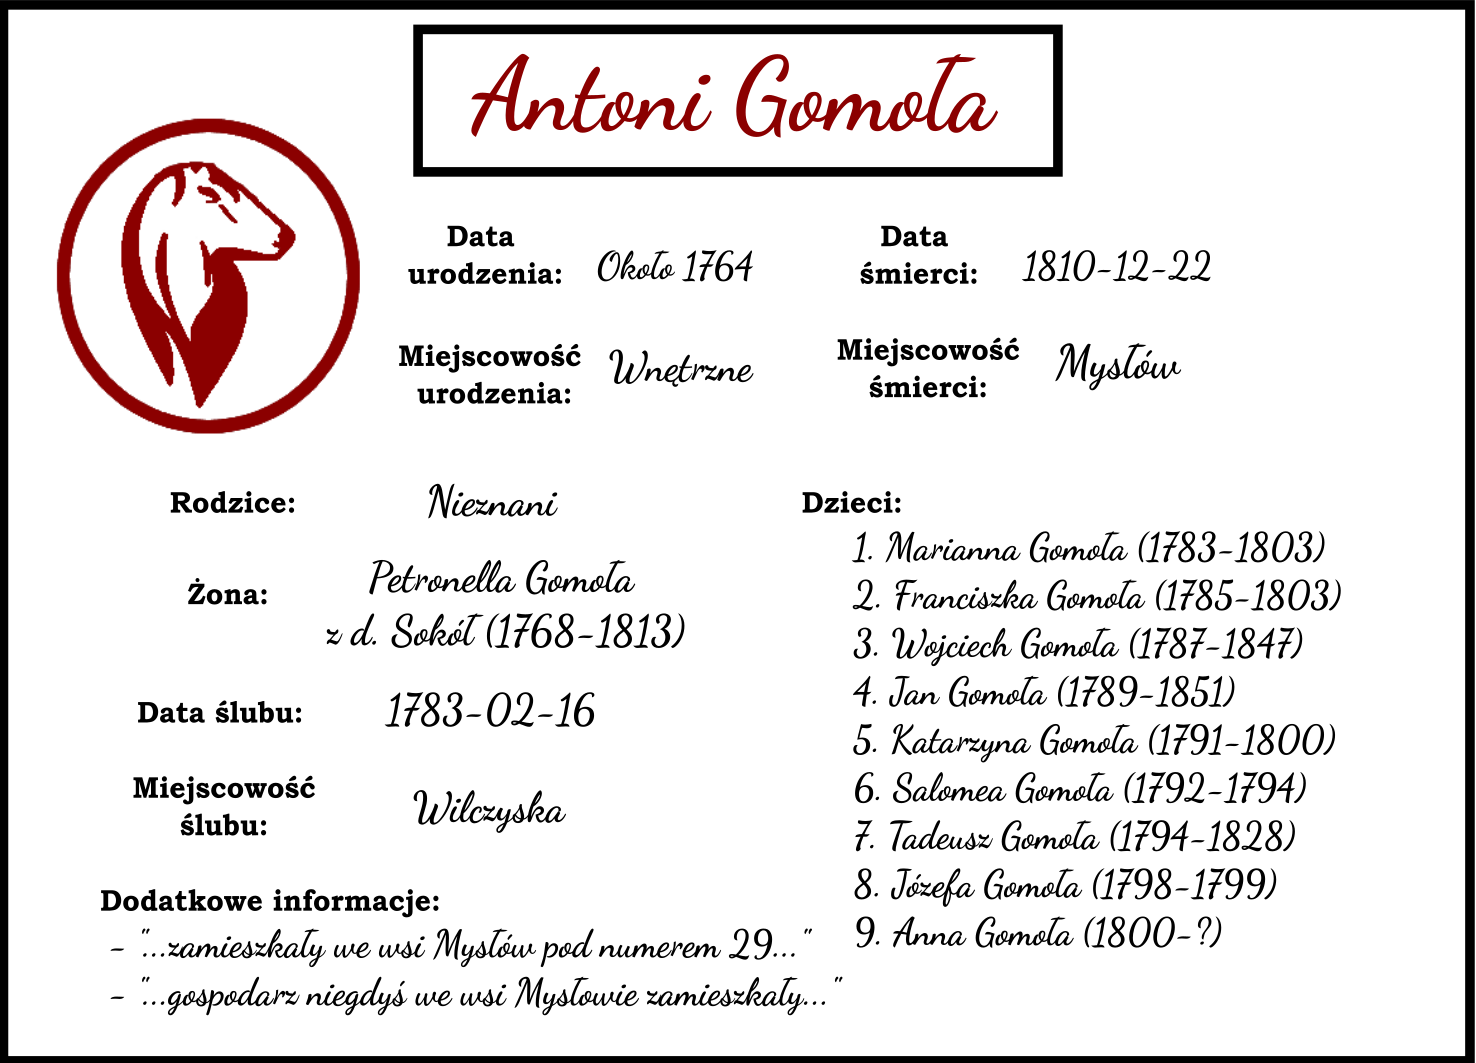 Antoni Gomoła
Data
urodzenia:
Około 1764
Data
śmierci:
1810-12-22
Miejscowość
urodzenia:
Wnętrzne
Miejscowość
śmierci:
Mysłów
Rodzice:
Nieznani
Żona:
Petronella Gomoła
z d. Sokół (1768-1813)
Data ślubu:
1783-02-16
Miejscowość
ślubu:
Wilczyska
Dzieci:
1. Marianna Gomoła (1783-1803)
2. Franciszka Gomoła (1785-1803)
3. Wojciech Gomoła (1787-1847)
4. Jan Gomoła (1789-1851)
5. Katarzyna Gomoła (1791-1800)
6. Salomea Gomoła (1792-1794)
7. Tadeusz Gomoła (1794-1828)
8. Józefa Gomoła (1798-1799)
9. Anna Gomoła (1800-?)
Dodatkowe informacje:
- "...zamieszkały we wsi Mysłów pod numerem 29..."
- "...gospodarz niegdyś we wsi Mysłowie zamieszkały..."